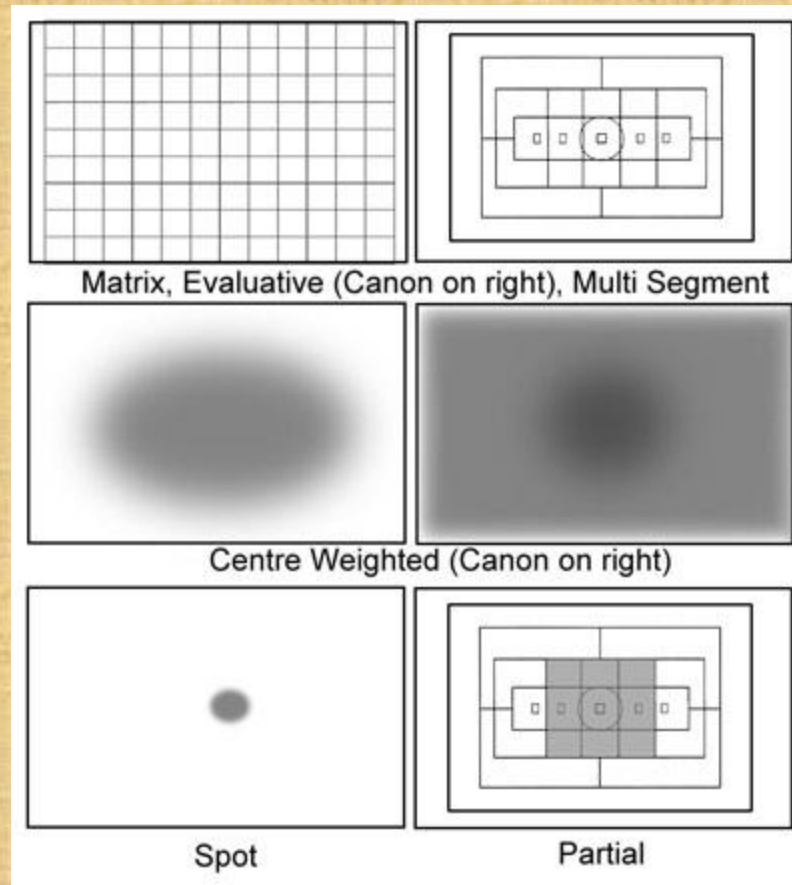 Matrix, Evaluative (Canon on right), Multi Segment
Centre Weighted (Canon on right)
Spot
Partial